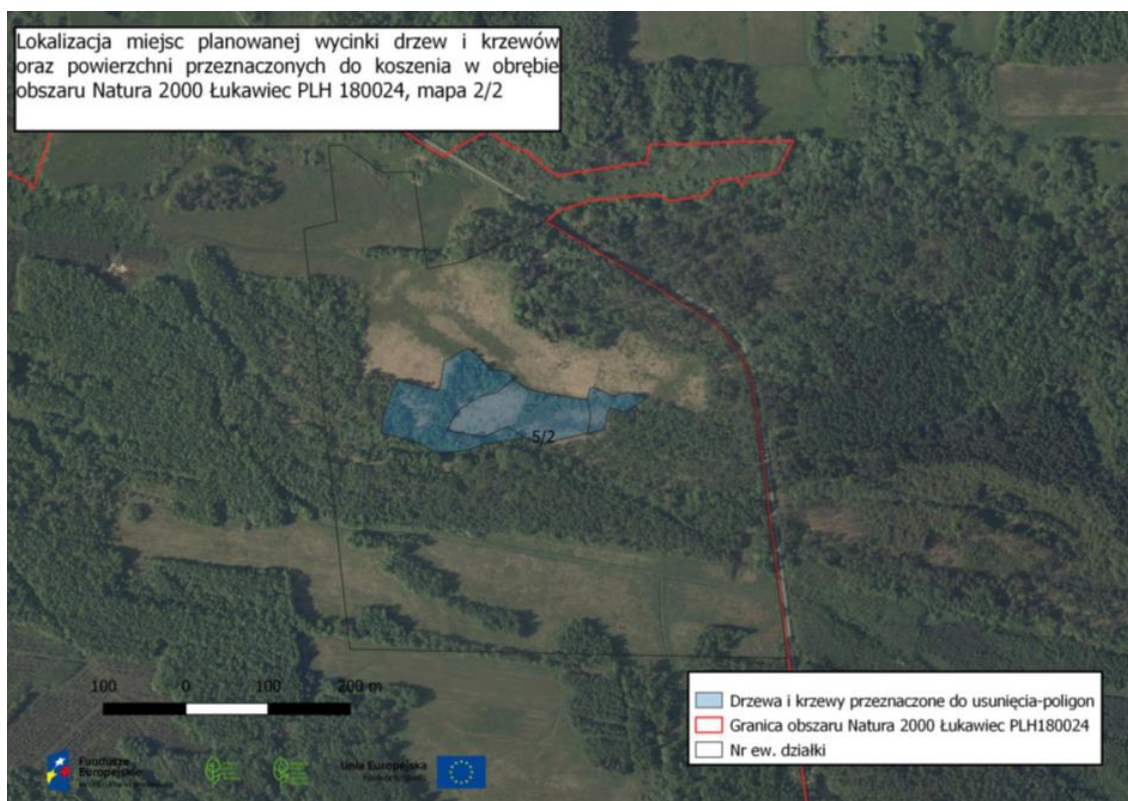 Lokalizacja miejsc planowanej wycinki drzew i krzewów
oraz powierzchni przeznaczonych do koszenia w obrębie
obszaru Natura 2000 Łukawiec PLH 180024, mapa 2/2
5/2
100 0 100 200 m
Drzewa i krzewy przeznaczone do usunięcia-poligon
Granica obszaru Natura 2000 Łukawiec PLH180024
Nr ew. działki
Fundusze
Europejskie
Unia Europejska